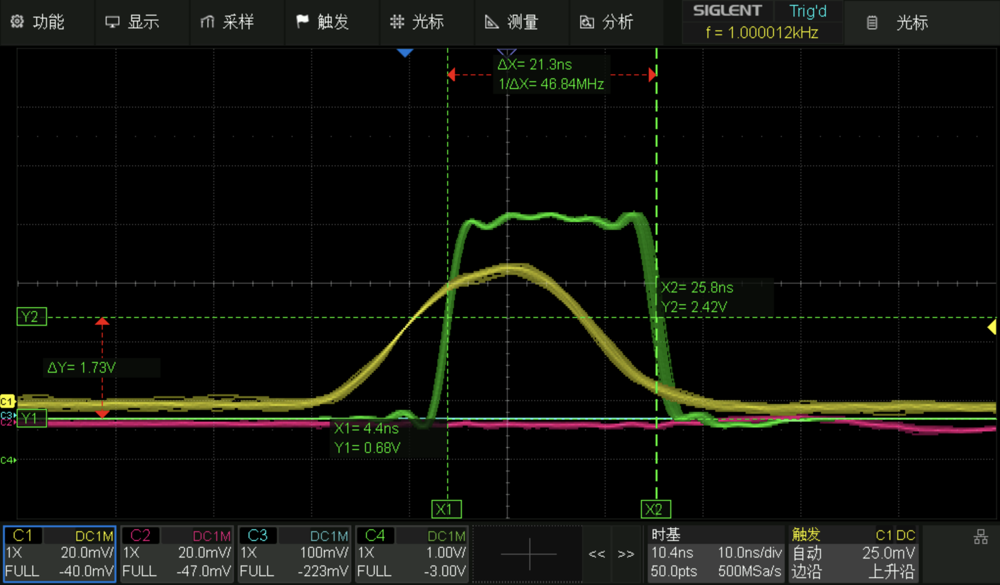 功能 显示 采样 触发 光标 测量 分析 SIGLENT Trig'd 光标
f = 1.000012kHz
ΔX= 21.3ns
1/ΔX= 46.84MHz
X2= 25.8ns
Y2= 2.42V
Y2
ΔY= 1.73V
C1
C3
C2
Y1
X1= 4.4ns
Y1= 0.68V
C4
X1 X2
C1 DC1M
1X 20.0mV/
FULL -40.0mV
C2 DC1M
1X 20.0mV/
FULL -47.0mV
C3 DC1M
1X 100mV/
FULL -223mV
C4 DC1M
1X 1.00V/
FULL -3.00V
<< >>
时基
10.4ns 10.0ns/div
50.0pts 500MSa/s
触发 C1 DC
自动 25.0mV
边沿 上升沿